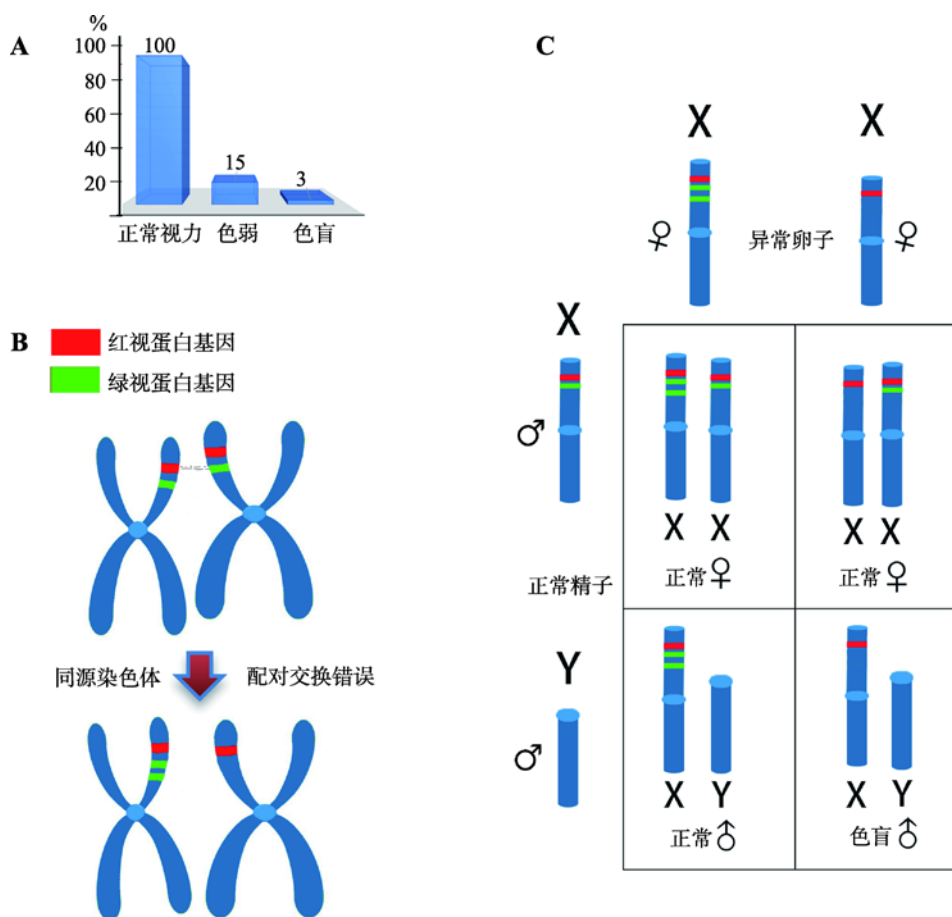 A
%
100
80
60
40
20
100
15
3
正常视力 色弱 色盲
B
红视蛋白基因
绿视蛋白基因
同源染色体 配对交换错误
C
X X
♀ 异常卵子 ♀
X
♂
X X X X
正常精子 正常♀ 正常♀
Y
♂
X Y X Y
正常♂ 色盲♂